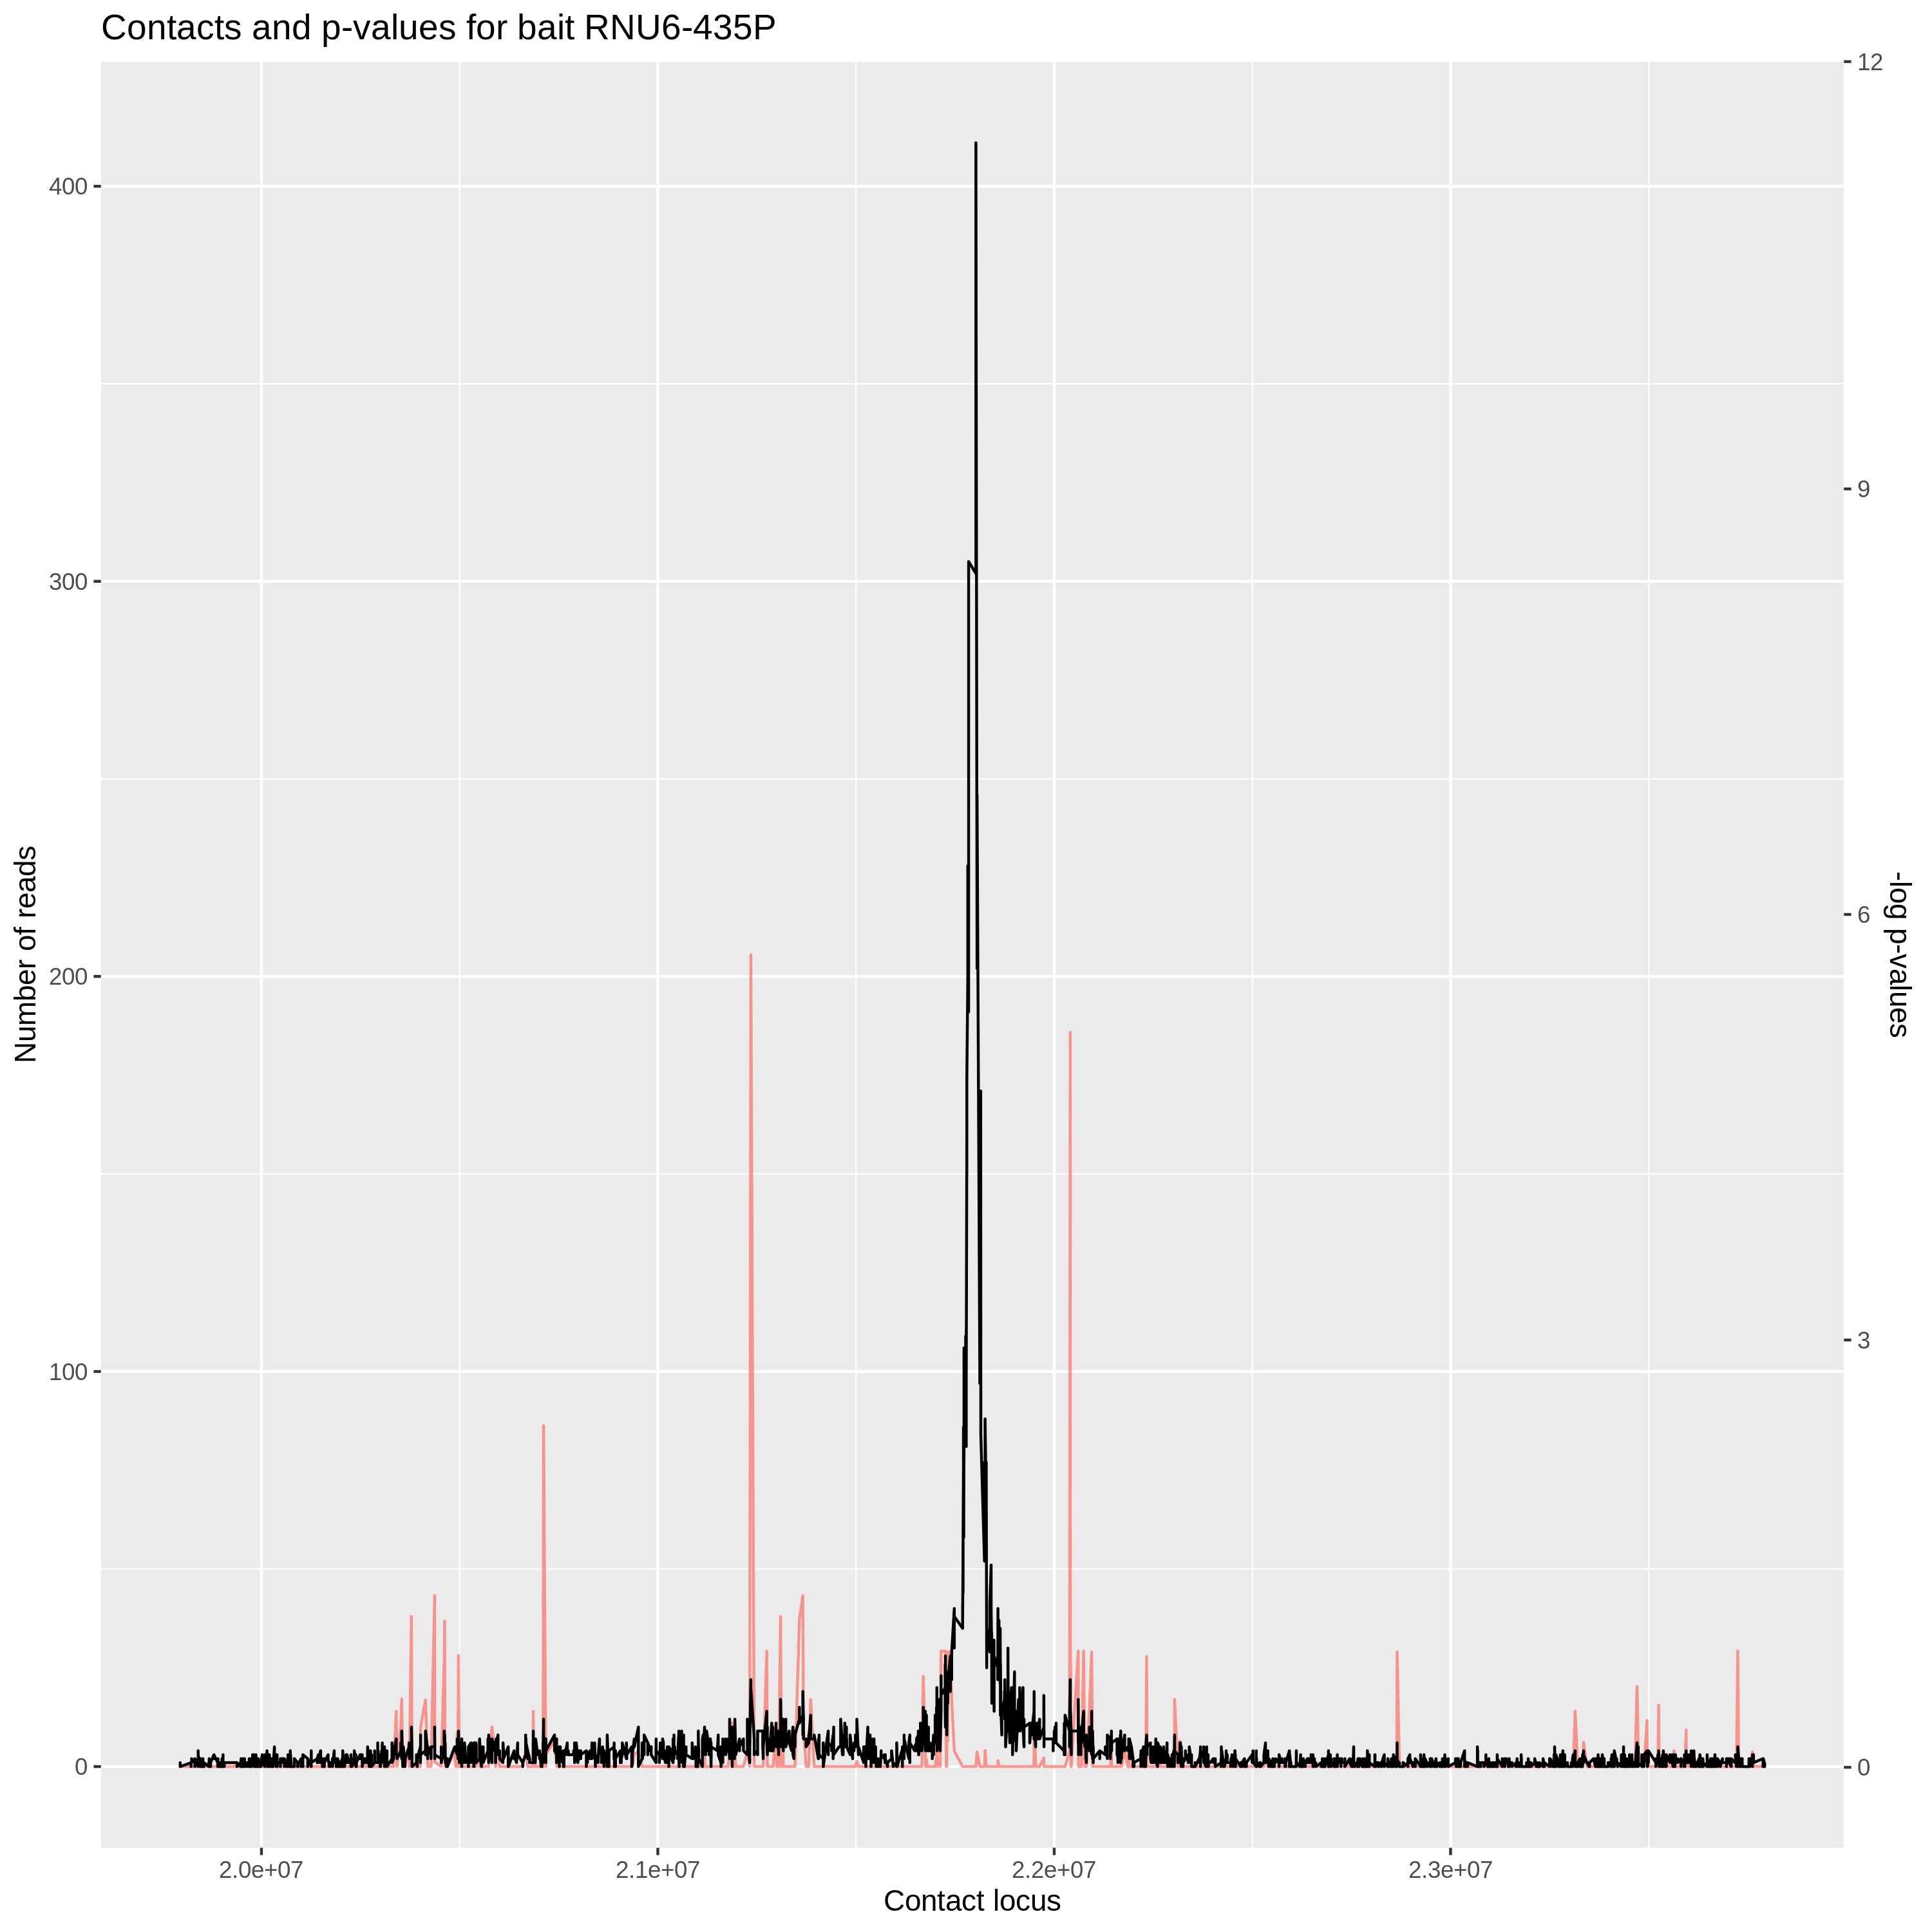 Contacts and p-values for bait RNU6-435P
12
400
9
300
6
200
3
100
0
0
Number of reads
-log p-values
2.0e+07
2.1e+07
2.2e+07
2.3e+07
Contact locus